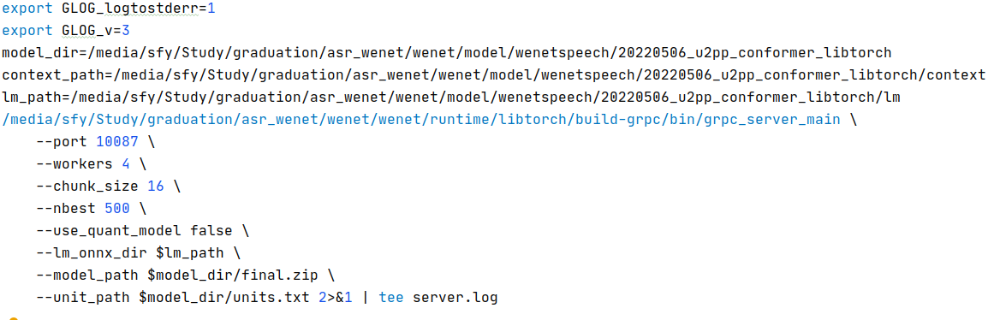 export GLOG_logtostderr=1
export GLOG_v=3
model_dir=/media/sfy/Study/graduation/asr_wenet/wenet/model/wenetspeech/20220506_u2pp_conformer_libtorch
context_path=/media/sfy/Study/graduation/asr_wenet/wenet/model/wenetspeech/20220506_u2pp_conformer_libtorch/context
lm_path=/media/sfy/Study/graduation/asr_wenet/wenet/model/wenetspeech/20220506_u2pp_conformer_libtorch/lm
/media/sfy/Study/graduation/asr_wenet/wenet/wenet/runtime/libtorch/build-grpc/bin/grpc_server_main \
    --port 10087 \
    --workers 4 \
    --chunk_size 16 \
    --nbest 500 \
    --use_quant_model false \
    --lm_onnx_dir $lm_path \
    --model_path $model_dir/final.zip \
    --unit_path $model_dir/units.txt 2>&1 | tee server.log